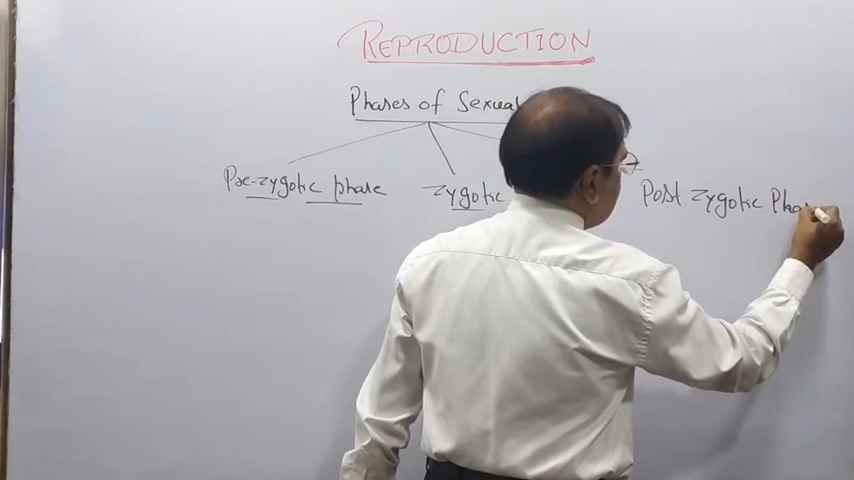 REPRODUCTION
Phases of Sexual
Pre-zygotic phase zygotic Post zygotic Pha